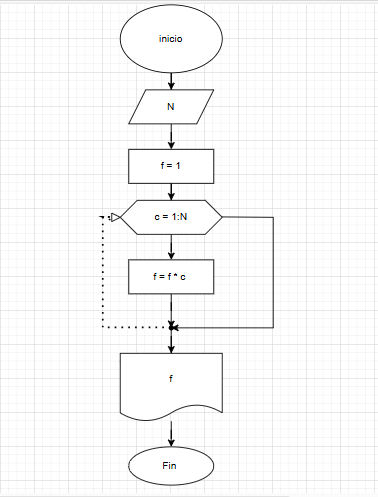 inicio
N
f = 1
c = 1:N
f = f * c
f
Fin